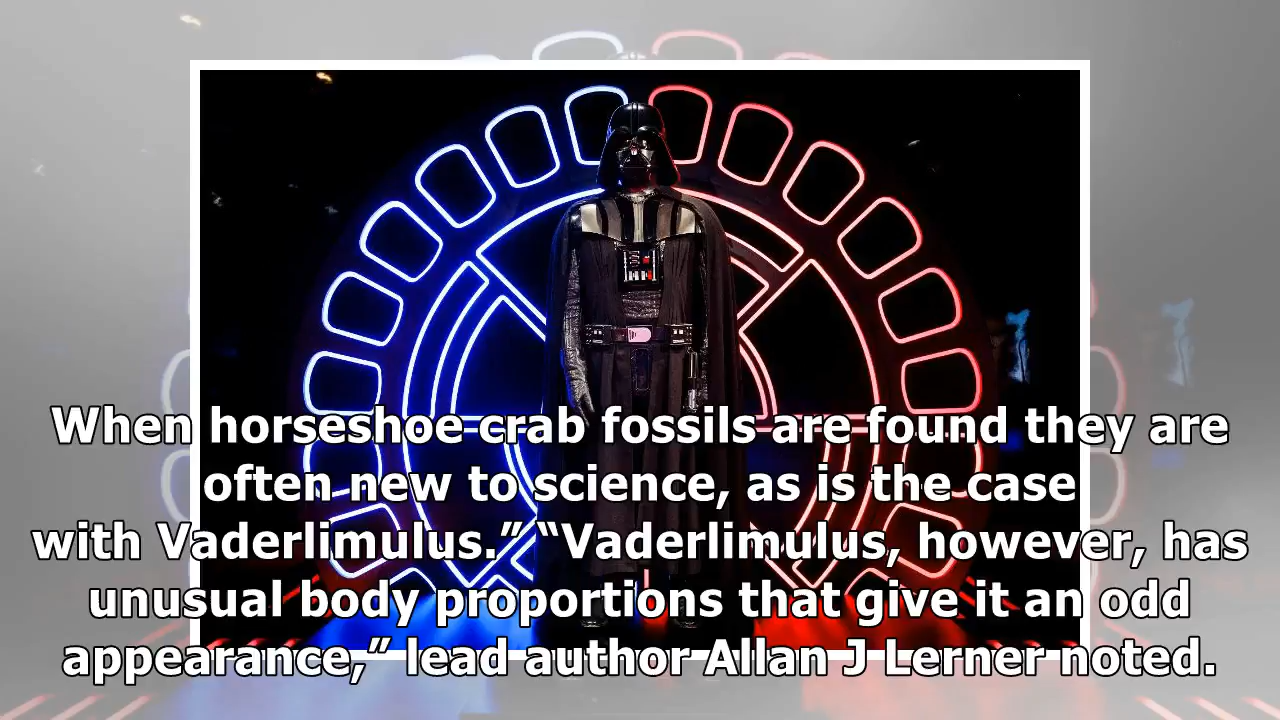 When horseshoe crab fossils are found they are
often new to science, as is the case
with Vaderlimulus.” “Vaderlimulus, however, has
unusual body proportions that give it an odd
appearance,” lead author Allan J Lerner noted.